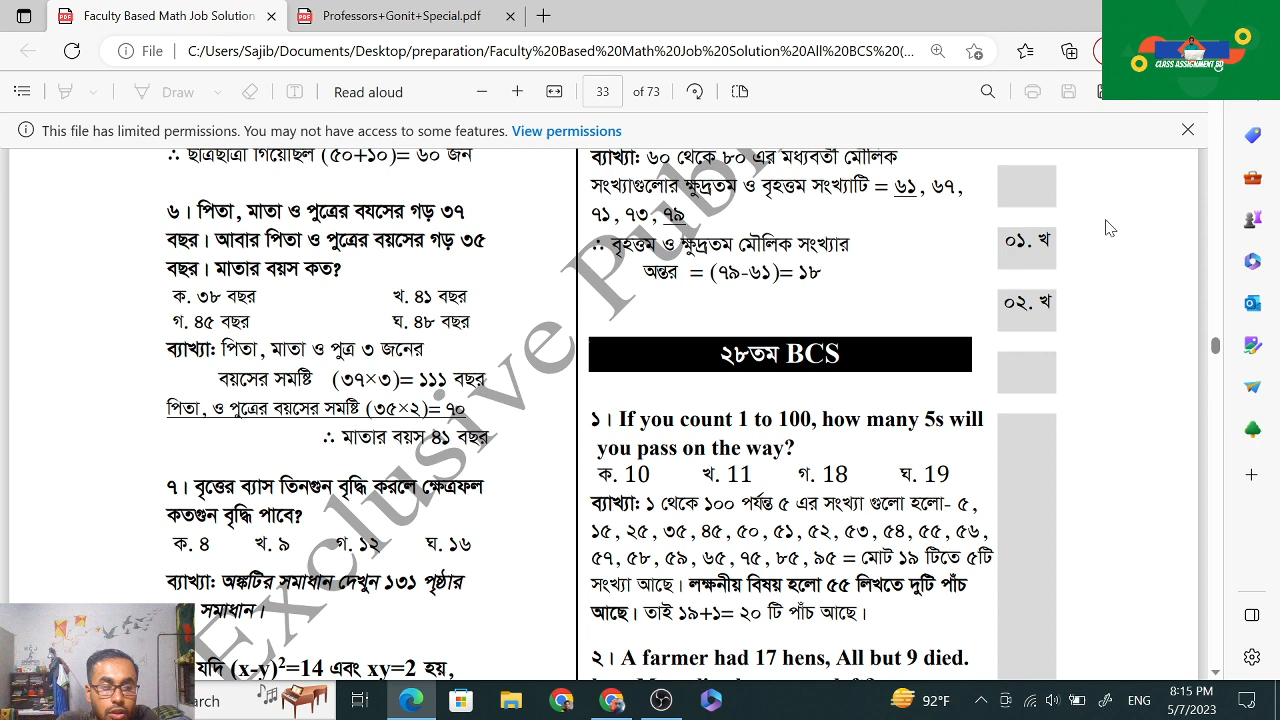 Faculty Based Math Job Solution
Professors+Gonit+Special.pdf
File
C:/Users/Sajib/Documents/Desktop/preparation/Faculty%20Based%20Math%20Job%20Solution%20All%20BCS%20(...
CLASS ASSIGNMENT BD
Draw
Read aloud
33
of 73
This file has limited permissions. You may not have access to some features. View permissions
∴ ছাত্রছাত্রী গিয়েছিল (৫০+১০)= ৬০ জন
৬। পিতা, মাতা ও পুত্রের বয়সের গড় ৩৭
বছর। আবার পিতা ও পুত্রের বয়সের গড় ৩৫
বছর। মাতার বয়স কত?
ক. ৩৮ বছর খ. ৪১ বছর
গ. ৪৫ বছর ঘ. ৪৮ বছর
ব্যাখ্যা: পিতা, মাতা ও পুত্র ৩ জনের
বয়সের সমষ্টি (৩৭×৩)= ১১১ বছর
পিতা, ও পুত্রের বয়সের সমষ্টি (৩৫×২)= ৭০
∴ মাতার বয়স ৪১ বছর
৭। বৃত্তের ব্যাস তিনগুন বৃদ্ধি করলে ক্ষেত্রফল
কতগুন বৃদ্ধি পাবে?
ক. ৪ খ. ৯ গ. ১২ ঘ. ১৬
ব্যাখ্যা: অঙ্কটির সমাধান দেখুন ১৩১ পৃষ্ঠার
সমাধান।
যদি (x-y)²=14 এবং xy=2 হয়,
ব্যাখ্যা: ৬০ থেকে ৮০ এর মধ্যবর্তী মৌলিক
সংখ্যাগুলোর ক্ষুদ্রতম ও বৃহত্তম সংখ্যাটি = ৬১, ৬৭,
৭১, ৭৩, ৭৯
∴ বৃহত্তম ও ক্ষুদ্রতম মৌলিক সংখ্যার
অন্তর = (৭৯-৬১)= ১৮
২৮তম BCS
১। If you count 1 to 100, how many 5s will
you pass on the way?
ক. 10 খ. 11 গ. 18 ঘ. 19
ব্যাখ্যা: ১ থেকে ১০০ পর্যন্ত ৫ এর সংখ্যা গুলো হলো- ৫,
১৫, ২৫, ৩৫, ৪৫, ৫০, ৫১, ৫২, ৫৩, ৫৪, ৫৫, ৫৬,
৫৭, ৫৮, ৫৯, ৬৫, ৭৫, ৮৫, ৯৫ = মোট ১৯ টিতে ৫টি
সংখ্যা আছে। লক্ষনীয় বিষয় হলো ৫৫ লিখতে দুটি পাঁচ
আছে। তাই ১৯+১= ২০ টি পাঁচ আছে।
২। A farmer had 17 hens, All but 9 died.
০১. খ
০২. খ
Exclusive Publ
arch
92°F
ENG
8:15 PM
5/7/2023